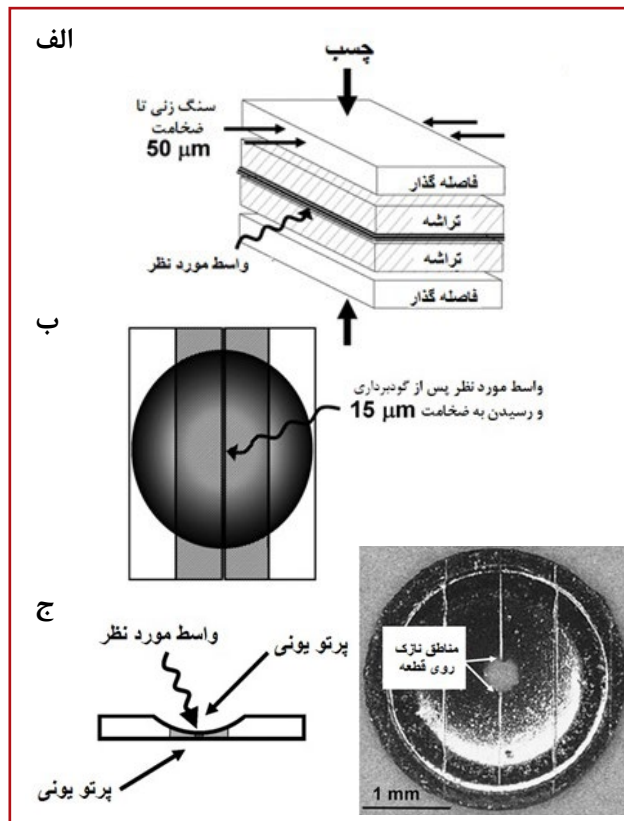 الف
چسب
سنگ زنی تا
ضخامت
50 μm
فاصله گذار
تراشه
تراشه
فاصله گذار
واسط مورد نظر
ب
واسط مورد نظر پس از گودبرداری
و رسیدن به ضخامت 15 μm
ج
واسط مورد نظر
پرتو یونی
پرتو یونی
مناطق نازک
روی قطعه
1 mm